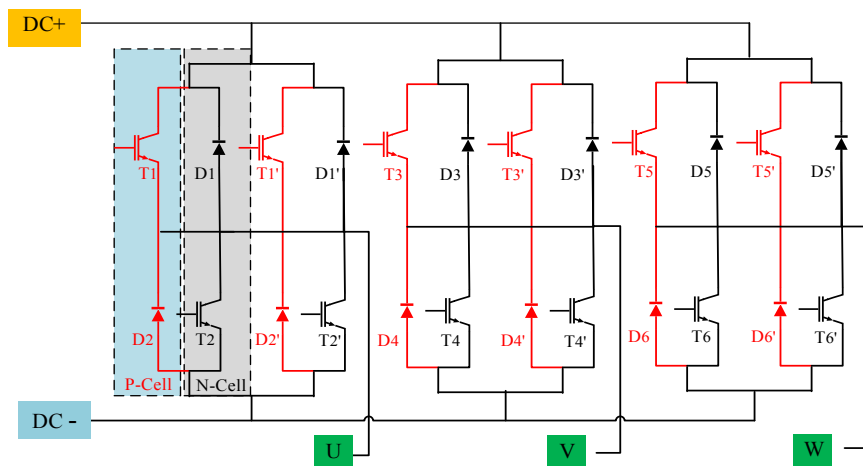 DC+
T1 D1 T1' D1' T3 D3 T3' D3' T5 D5 T5' D5'
D2 T2 D2' T2' D4 T4 D4' T4' D6 T6 D6' T6'
P-Cell N-Cell
DC -
U V W